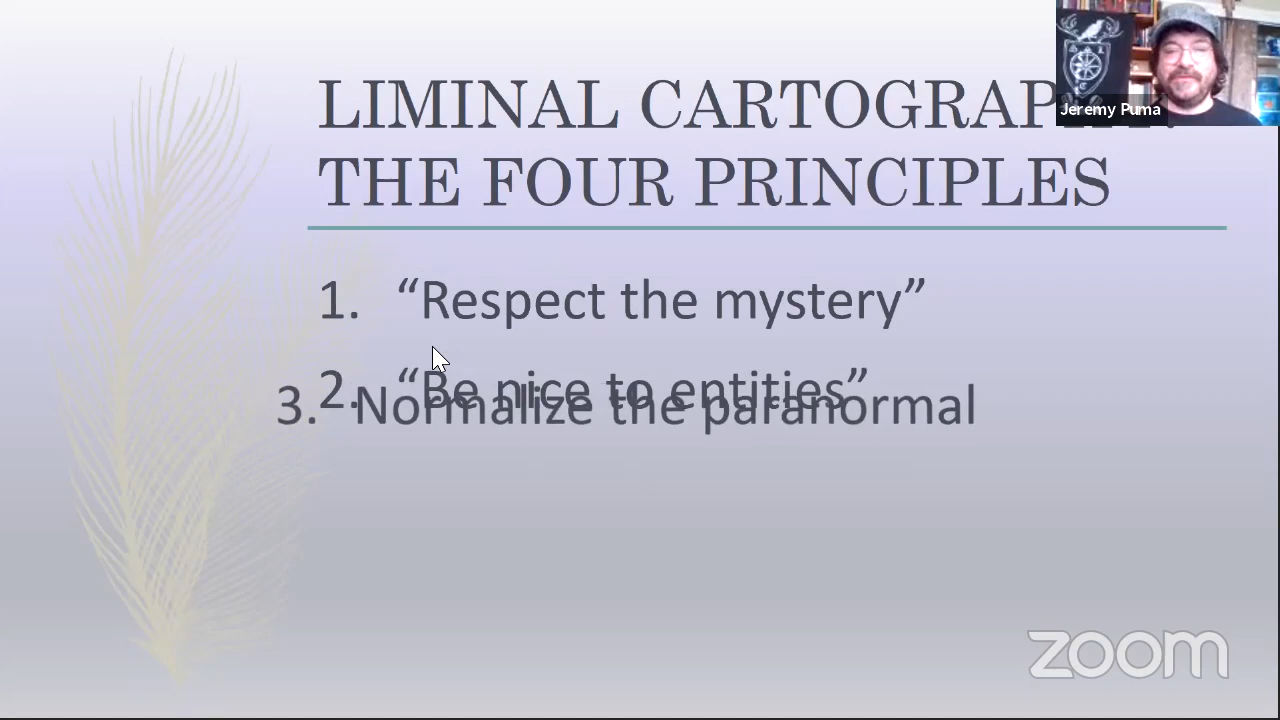 LIMINAL CARTOGRAPHY:
THE FOUR PRINCIPLES
1. “Respect the mystery”
2. “Be nice to entities”
3. Normalize the paranormal
Jeremy Puma
zoom